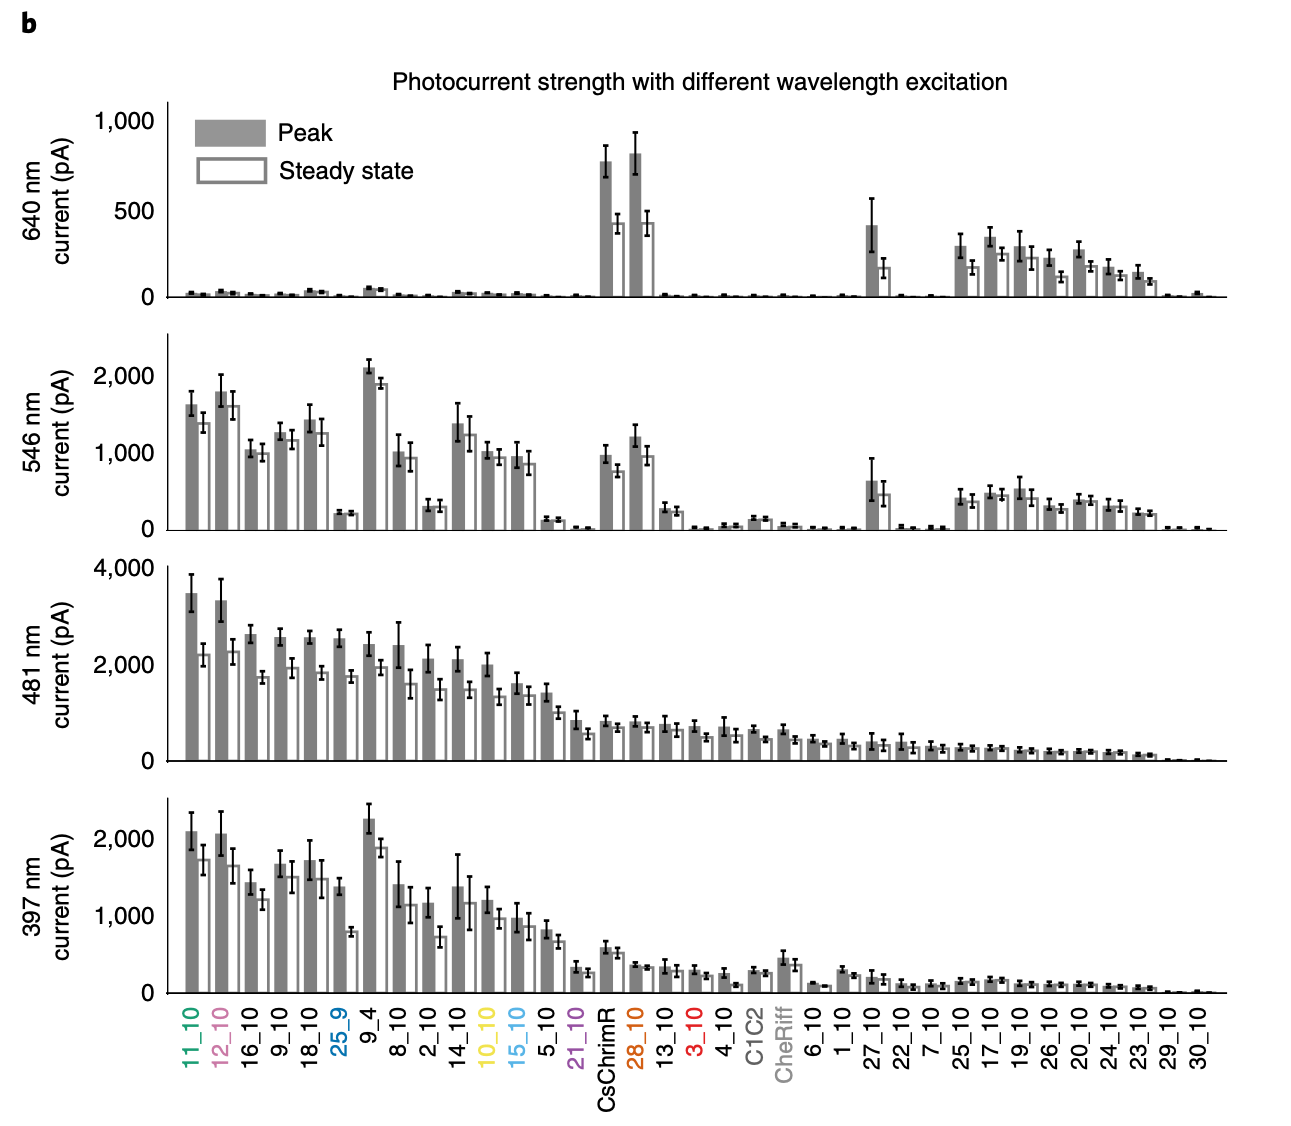 b
Photocurrent strength with different wavelength excitation
Peak
Steady state
640 nm
current (pA)
1,000
500
0
546 nm
current (pA)
2,000
1,000
0
481 nm
current (pA)
4,000
2,000
0
397 nm
current (pA)
2,000
1,000
0
11_10
12_10
16_10
9_10
18_10
25_9
9_4
8_10
2_10
14_10
10_10
15_10
5_10
21_10
CsChrimR
28_10
13_10
3_10
4_10
C1C2
CheRiff
6_10
1_10
27_10
22_10
7_10
25_10
17_10
19_10
26_10
20_10
24_10
23_10
29_10
30_10